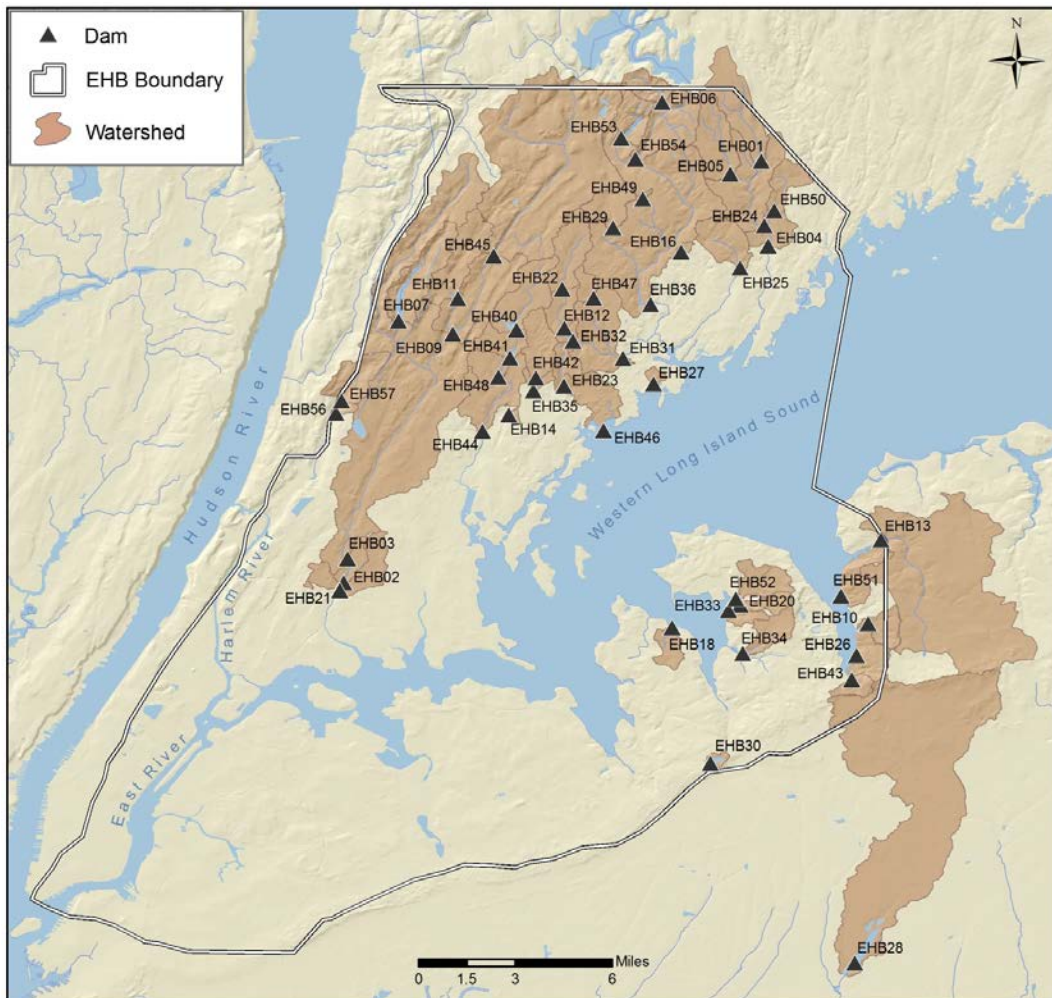 Dam
EHB Boundary
Watershed
N
EHB06
EHB53
EHB54
EHB01
EHB05
EHB49
EHB50
EHB24
EHB29
EHB04
EHB16
EHB45
EHB25
EHB22
EHB47
EHB11
EHB36
EHB07
EHB40
EHB12
EHB09
EHB32
EHB41
EHB31
EHB42
EHB27
EHB48
EHB23
EHB57
EHB35
EHB56
EHB14
EHB46
EHB44
Hudson River
Western Long Island Sound
EHB13
EHB03
EHB02
EHB21
EHB52
EHB51
EHB33
EHB20
EHB10
EHB18
EHB34
EHB26
EHB43
Harlem River
EHB30
East River
EHB28
Miles
0 1.5 3 6